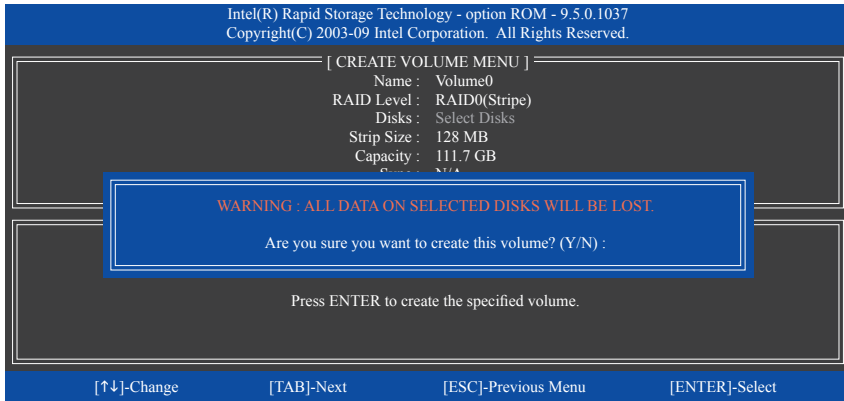 Intel(R) Rapid Storage Technology - option ROM - 9.5.0.1037
Copyright(C) 2003-09 Intel Corporation.  All Rights Reserved.
[ CREATE VOLUME MENU ]
Name :   Volume0
RAID Level :   RAID0(Stripe)
Disks :   Select Disks
Strip Size :   128 MB
Capacity :   111.7 GB
Sync :   N/A
WARNING : ALL DATA ON SELECTED DISKS WILL BE LOST.
Are you sure you want to create this volume? (Y/N) :
Press ENTER to create the specified volume.
[↑↓]-Change [TAB]-Next [ESC]-Previous Menu [ENTER]-Select